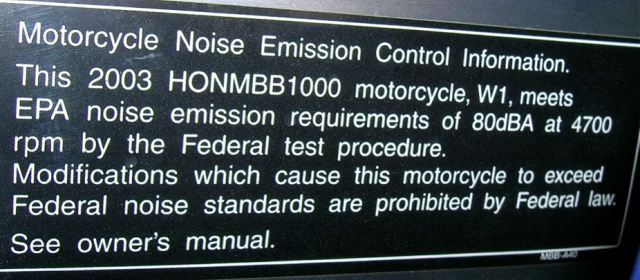 Motorcycle Noise Emission Control Information.
This 2003 HONMBB1000 motorcycle, W1, meets
EPA noise emission requirements of 80dBA at 4700
rpm by the Federal test procedure.
Modifications which cause this motorcycle to exceed
Federal noise standards are prohibited by Federal law.
See owner's manual.
MBB-A40